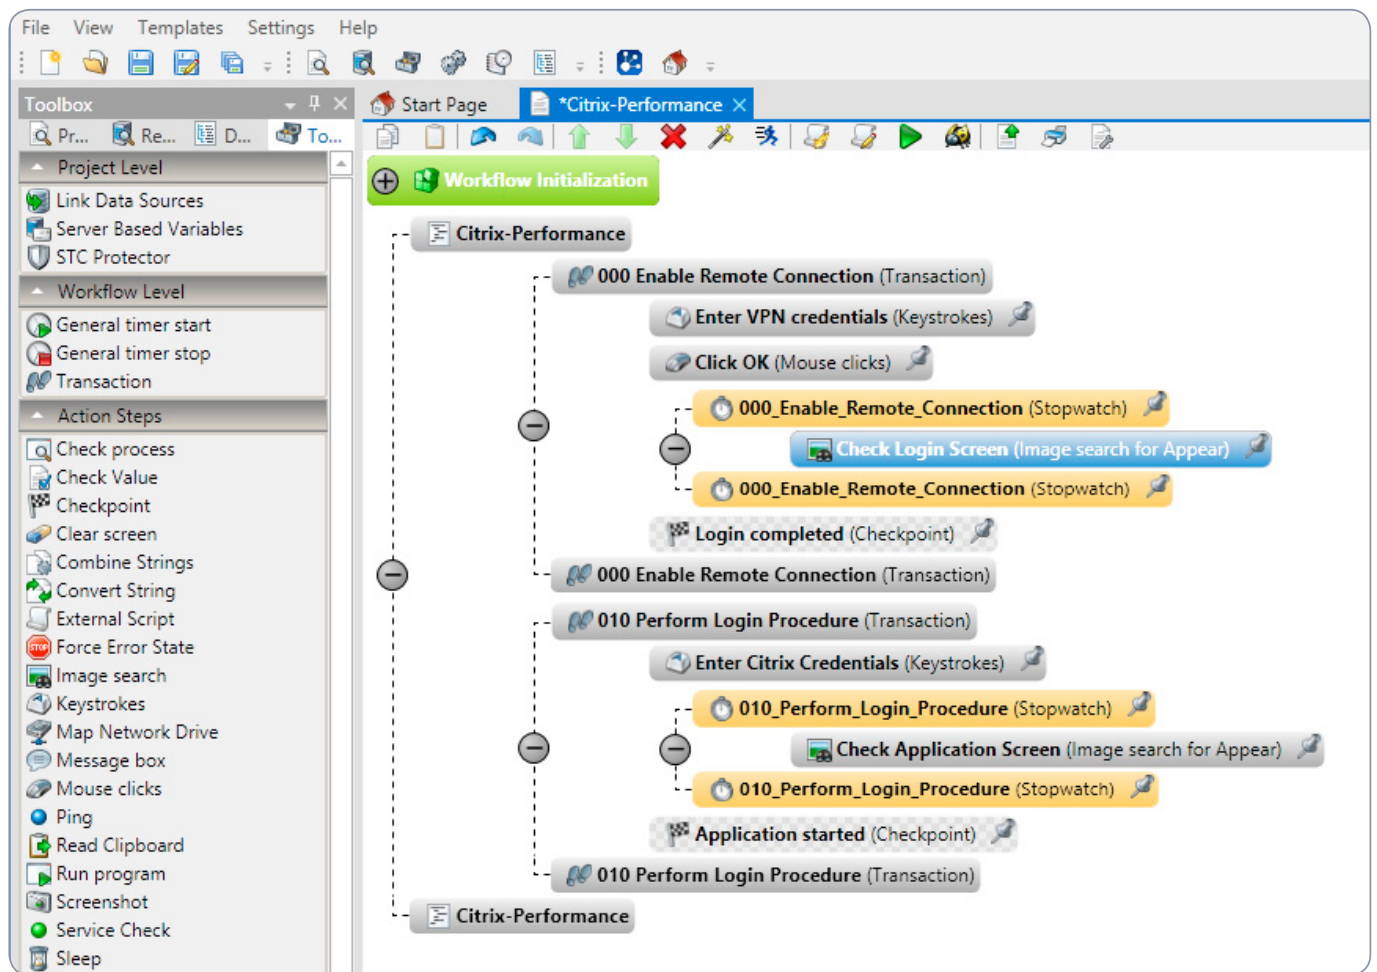 File View Templates Settings Help
Toolbox
Start Page
*Citrix-Performance
Pr... Re... D... To...
Project Level
Link Data Sources
Server Based Variables
STC Protector
Workflow Level
General timer start
General timer stop
Transaction
Action Steps
Check process
Check Value
Checkpoint
Clear screen
Combine Strings
Convert String
External Script
STOP
Force Error State
Image search
Keystrokes
Map Network Drive
Message box
Mouse clicks
Ping
Read Clipboard
Run program
Screenshot
Service Check
Sleep
Workflow Initialization
Citrix-Performance
000 Enable Remote Connection (Transaction)
Enter VPN credentials (Keystrokes)
Click OK (Mouse clicks)
000_Enable_Remote_Connection (Stopwatch)
Check Login Screen (Image search for Appear)
000_Enable_Remote_Connection (Stopwatch)
Login completed (Checkpoint)
000 Enable Remote Connection (Transaction)
010 Perform Login Procedure (Transaction)
Enter Citrix Credentials (Keystrokes)
010_Perform_Login_Procedure (Stopwatch)
Check Application Screen (Image search for Appear)
010_Perform_Login_Procedure (Stopwatch)
Application started (Checkpoint)
010 Perform Login Procedure (Transaction)
Citrix-Performance